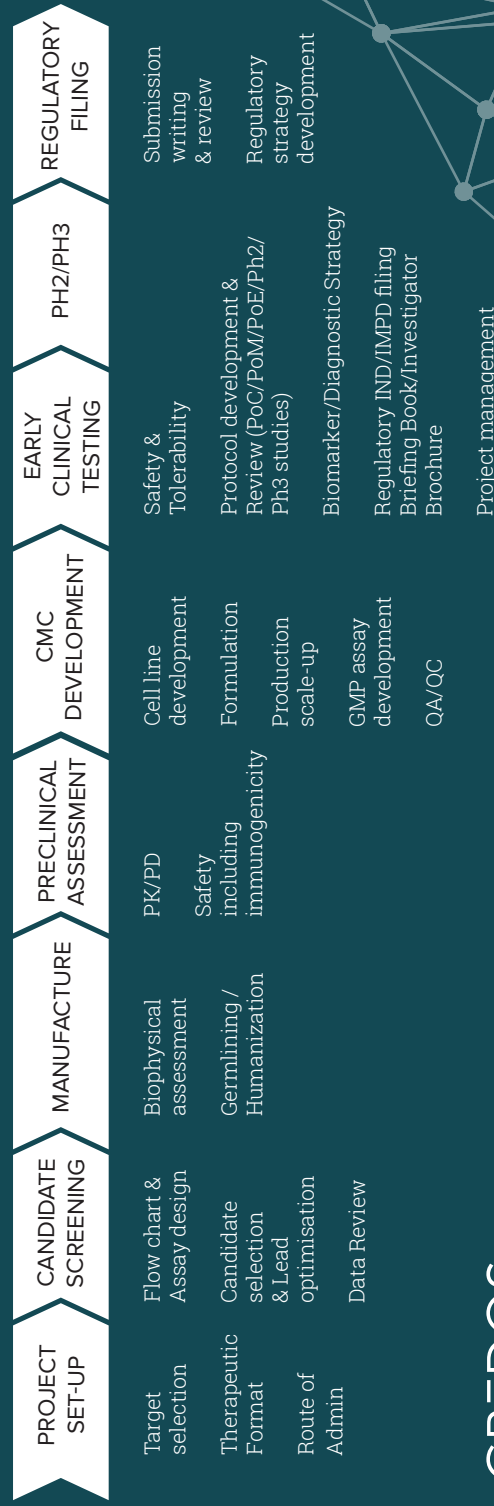 PROJECT
SET-UP
CANDIDATE
SCREENING
MANUFACTURE
PRECLINICAL
ASSESSMENT
CMC
DEVELOPMENT
EARLY
CLINICAL
TESTING
PH2/PH3
REGULATORY
FILING
Target
selection
Therapeutic
Format
Route of
Admin
Flow chart &
Assay design
Candidate
selection
& Lead
optimisation
Data Review
Biophysical
assessment
Germlining /
Humanization
PK/PD
Safety
including
immunogenicity
Cell line
development
Formulation
Production
scale-up
GMP assay
development
QA/QC
Safety &
Tolerability
Protocol development &
Review (PoC/PoM/PoE/Ph2/
Ph3 studies)
Biomarker/Diagnostic Strategy
Regulatory IND/IMPD filing
Briefing Book/Investigator
Brochure
Project management
Submission
writing
& review
Regulatory
strategy
development